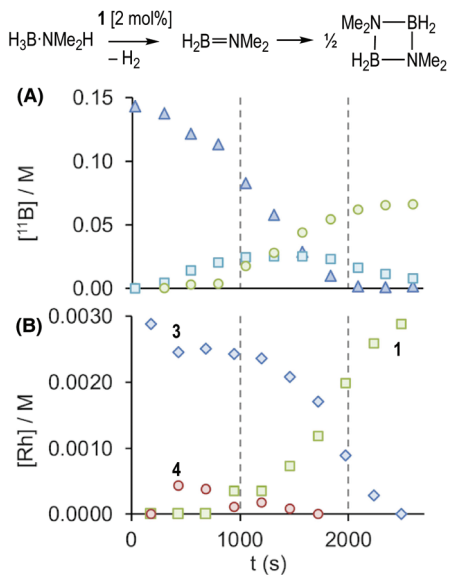 1 [2 mol%]
H₃B·NMe₂H
– H₂
H₂B=NMe₂
½
Me₂N
BH₂
H₂B
NMe₂
(A)
0.15
0.10
0.05
0.00
[¹¹B] / M
(B)
0.0030
0.0020
0.0010
0.0000
[Rh] / M
3
1
4
0 1000 2000
t (s)